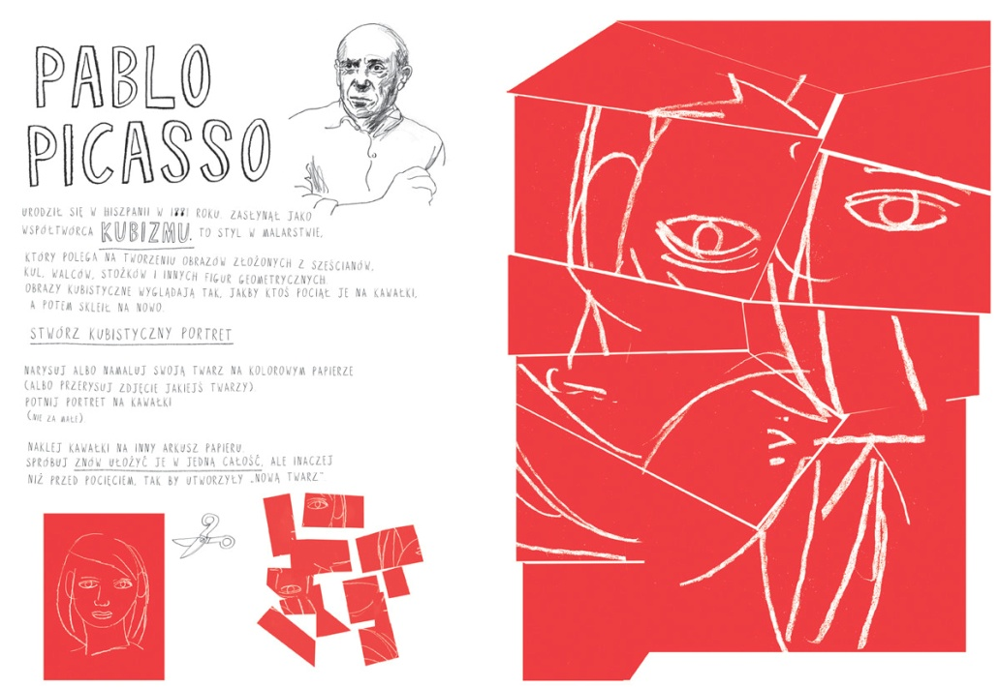 PABLO
PICASSO
URODZIŁ SIĘ W HISZPANII W 1881 ROKU. ZASŁYNĄŁ JAKO
WSPÓŁTWÓRCA KUBIZMU. TO STYL W MALARSTWIE,
KTÓRY POLEGA NA TWORZENIU OBRAZÓW ZŁOŻONYCH Z SZEŚCIANÓW,
KUL, WALCÓW, STOŻKÓW I INNYCH FIGUR GEOMETRYCZNYCH.
OBRAZY KUBISTYCZNE WYGLĄDAJĄ TAK, JAKBY KTOŚ POCIĄŁ JE NA KAWAŁKI,
A POTEM SKLEIŁ NA NOWO.
STWÓRZ KUBISTYCZNY PORTRET
NARYSUJ ALBO NAMALUJ SWOJĄ TWARZ NA KOLOROWYM PAPIERZE
(ALBO PRZERYSUJ ZDJĘCIE JAKIEJŚ TWARZY)
POTNIJ PORTRET NA KAWAŁKI
(NIE ZA MAŁE).
NAKLEJ KAWAŁKI NA INNY ARKUSZ PAPIERU.
SPRÓBUJ ZNÓW UŁOŻYĆ JE W JEDNĄ CAŁOŚĆ, ALE INACZEJ
NIŻ PRZED POCIĘCIEM, TAK BY UTWORZYŁY „NOWĄ TWARZ"